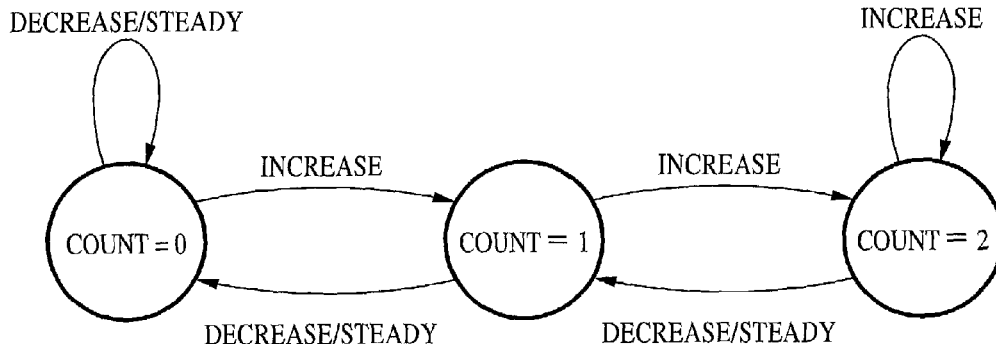 DECREASE/STEADY
INCREASE
INCREASE
INCREASE
COUNT = 0
COUNT = 1
COUNT = 2
DECREASE/STEADY
DECREASE/STEADY